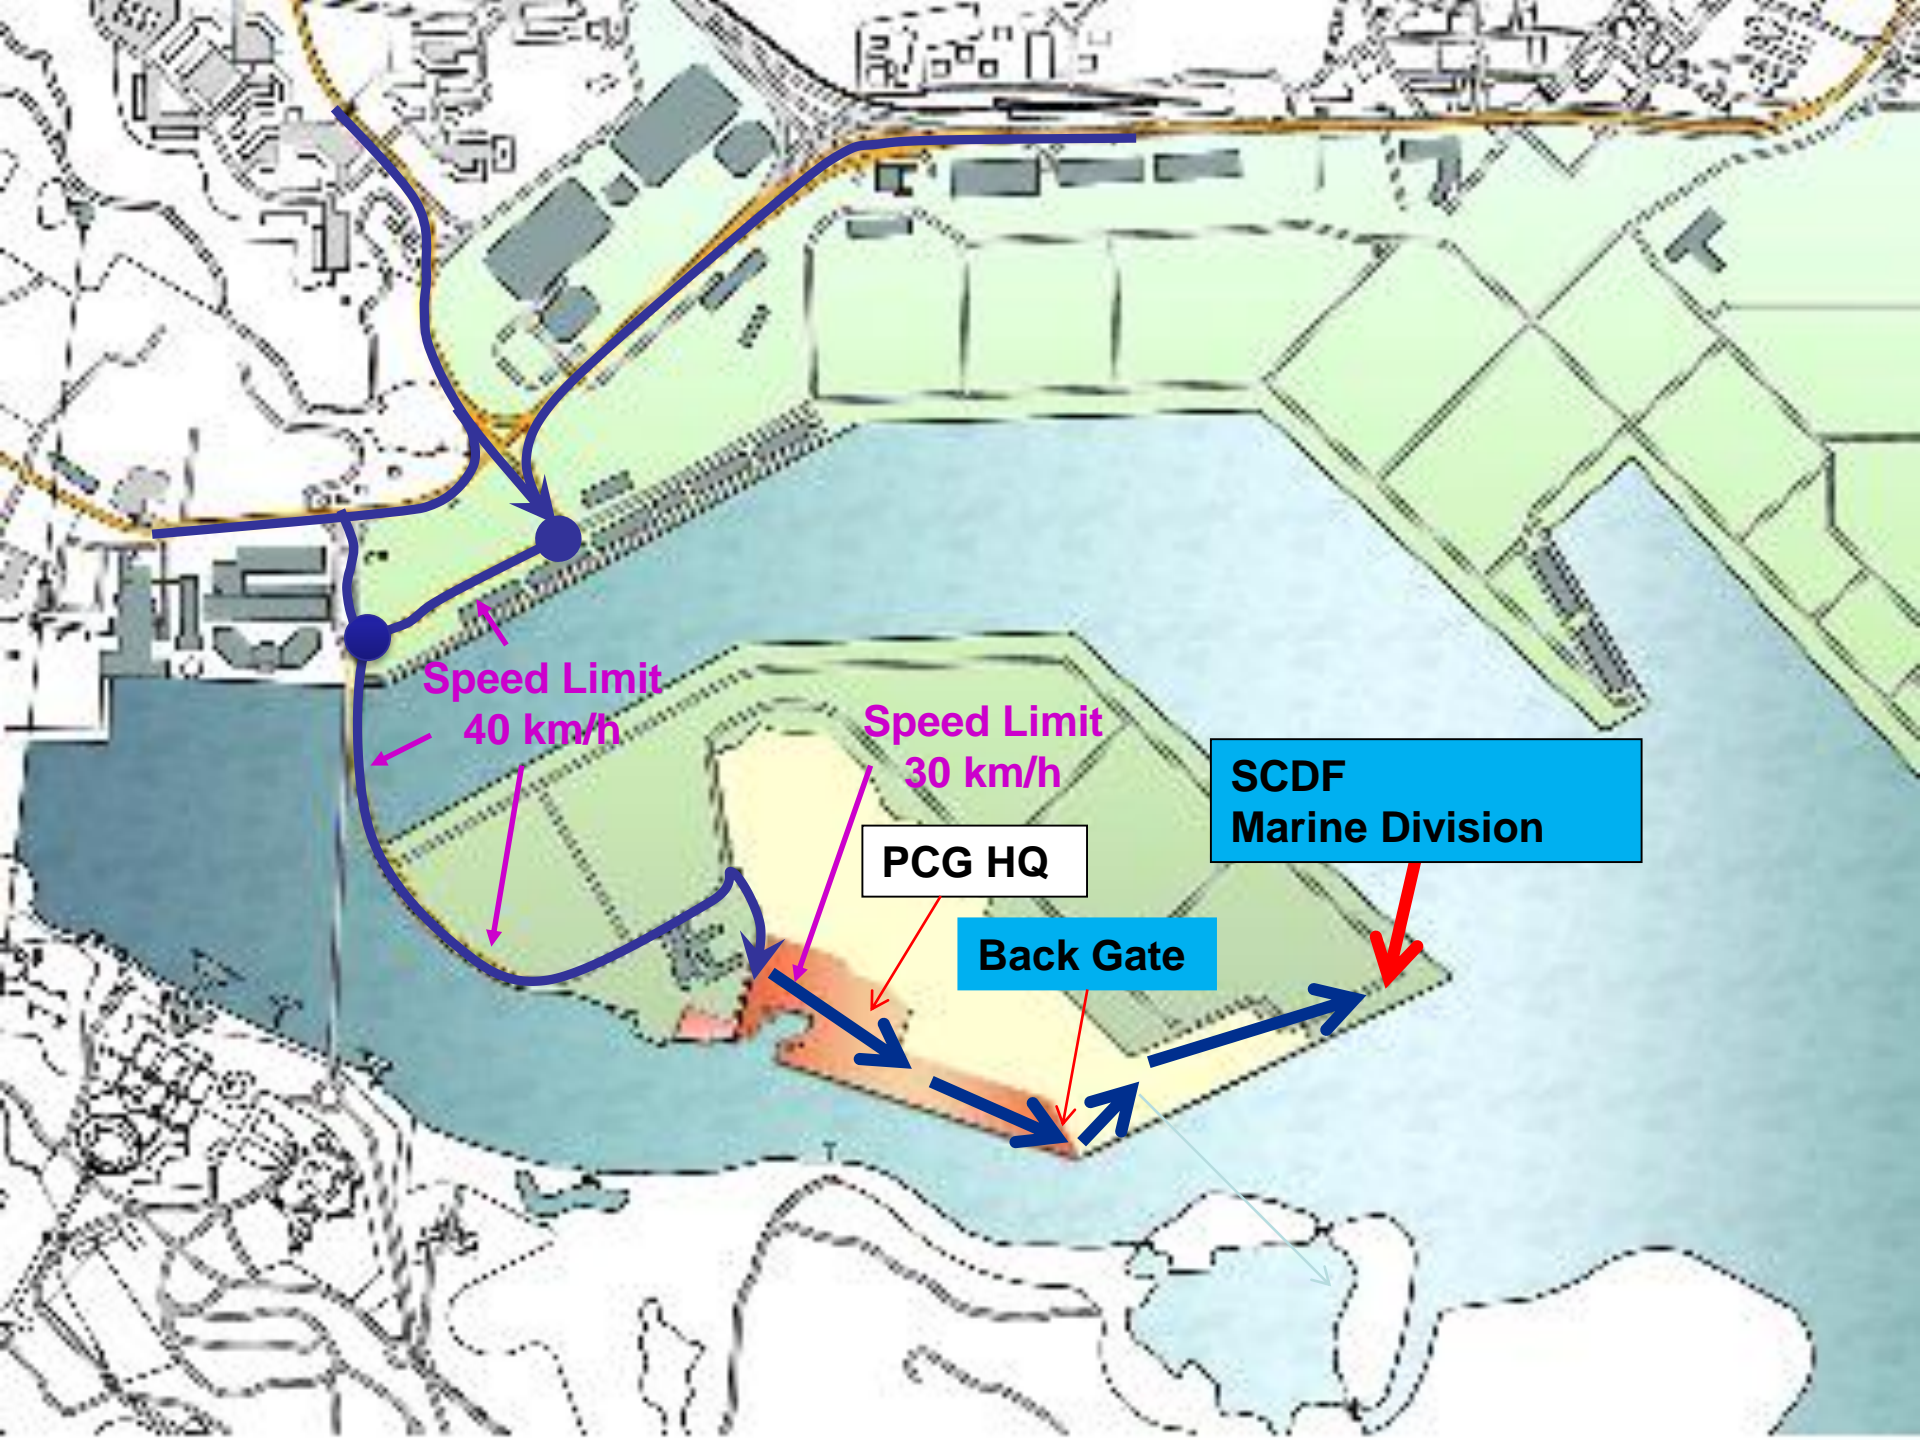 Speed Limit
40 km/h
Speed Limit
30 km/h
SCDF
Marine Division
PCG HQ
Back Gate